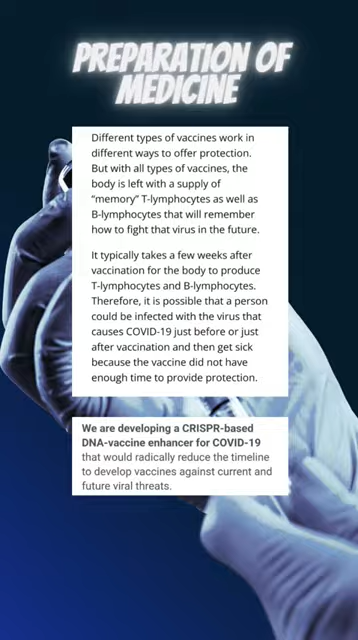 PREPARATION OF
MEDICINE
Different types of vaccines work in
different ways to offer protection.
But with all types of vaccines, the
body is left with a supply of
“memory” T-lymphocytes as well as
B-lymphocytes that will remember
how to fight that virus in the future.
It typically takes a few weeks after
vaccination for the body to produce
T-lymphocytes and B-lymphocytes.
Therefore, it is possible that a person
could be infected with the virus that
causes COVID-19 just before or just
after vaccination and then get sick
because the vaccine did not have
enough time to provide protection.
We are developing a CRISPR-based
DNA-vaccine enhancer for COVID-19
that would radically reduce the timeline
to develop vaccines against current and
future viral threats.